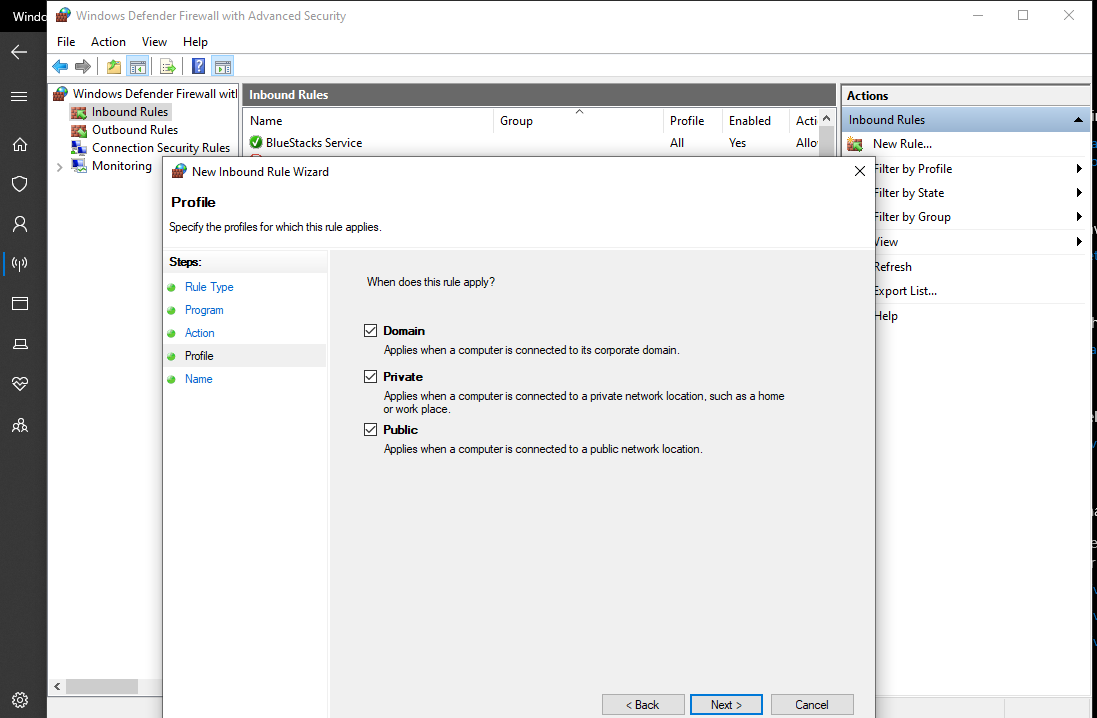 Windo
Windows Defender Firewall with Advanced Security
File Action View Help
Windows Defender Firewall wit
Inbound Rules
Outbound Rules
Connection Security Rules
Monitoring
Inbound Rules
Name Group Profile Enabled Acti
BlueStacks Service All Yes Allo
Actions
Inbound Rules
New Rule...
Filter by Profile
Filter by State
Filter by Group
View
Refresh
Export List...
Help
New Inbound Rule Wizard
Profile
Specify the profiles for which this rule applies.
Steps:
Rule Type
Program
Action
Profile
Name
When does this rule apply?
Domain
Applies when a computer is connected to its corporate domain.
Private
Applies when a computer is connected to a private network location, such as a home
or work place.
Public
Applies when a computer is connected to a public network location.
< Back Next > Cancel